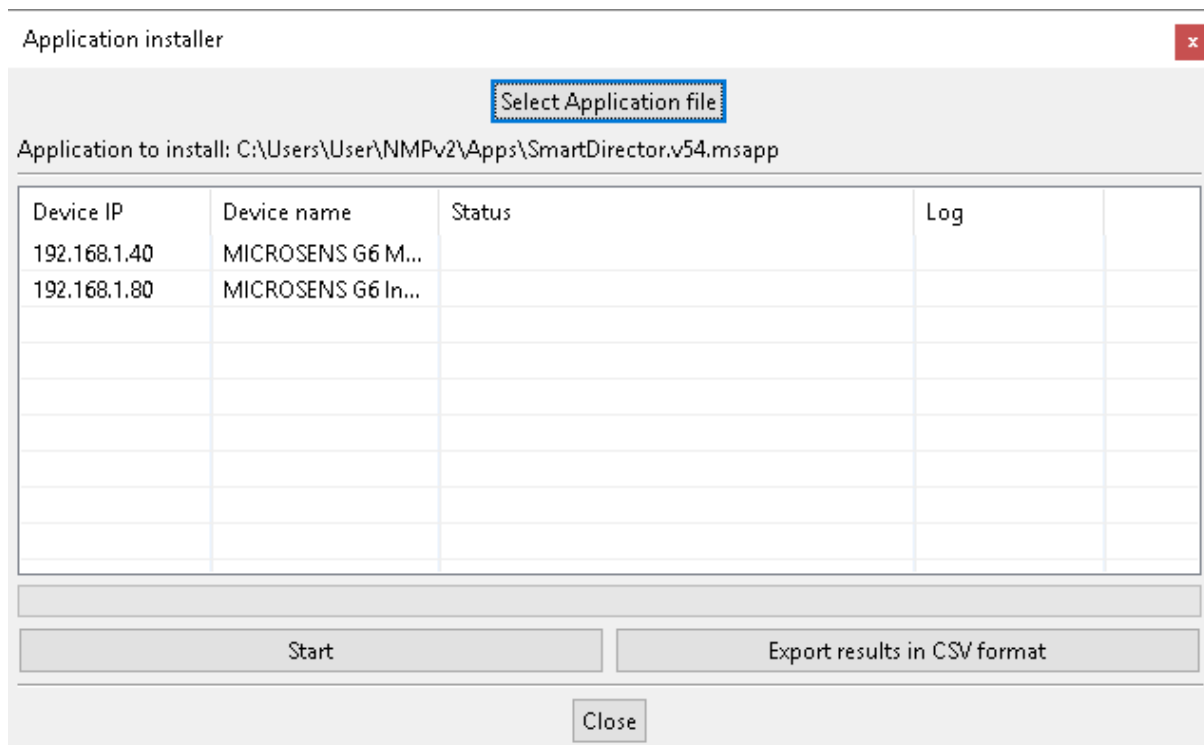 Application installer
x
Select Application file
Application to install: C:\Users\User\NMPv2\Apps\SmartDirector.v54.msapp
Device IP Device name Status Log
192.168.1.40 MICROSENS G6 M...
192.168.1.80 MICROSENS G6 In...
Start Export results in CSV format
Close